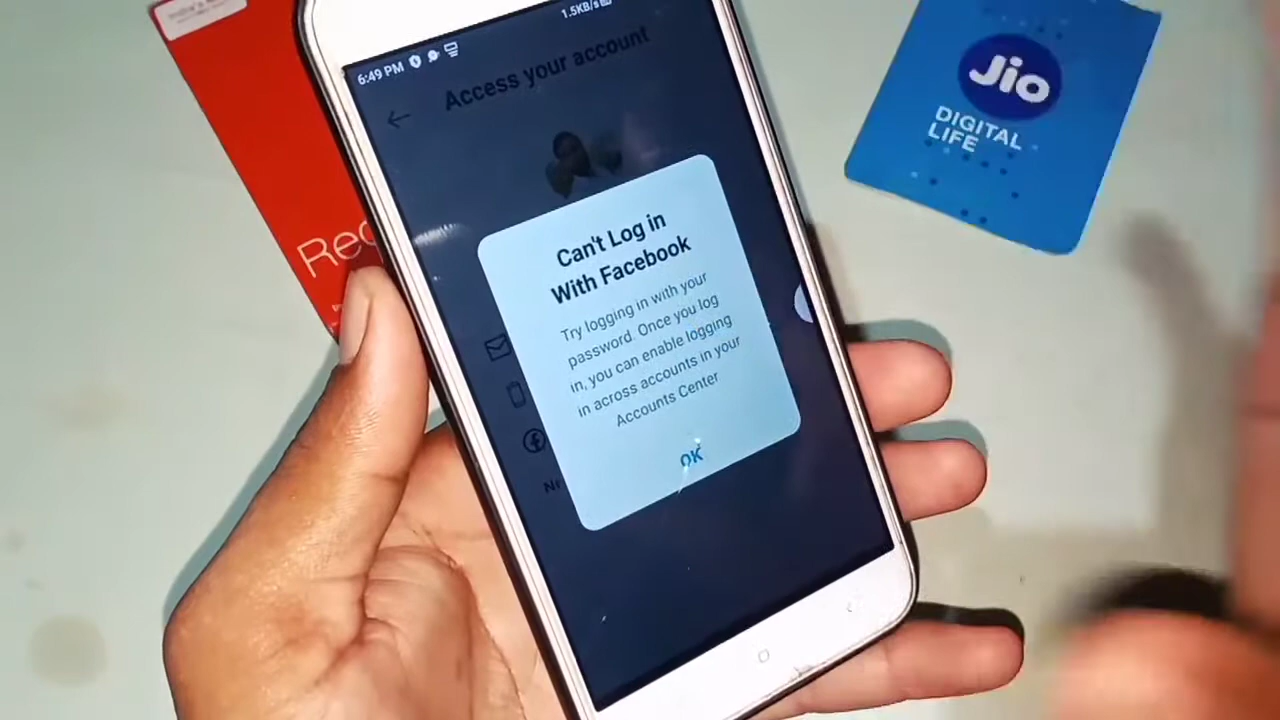 1.5KB/s
6:49 PM
Access your account
Can't Log in
With Facebook
Try logging in with your
password. Once you log
in, you can enable logging
in across accounts in your
Accounts Center
OK
Jio
DIGITAL
LIFE